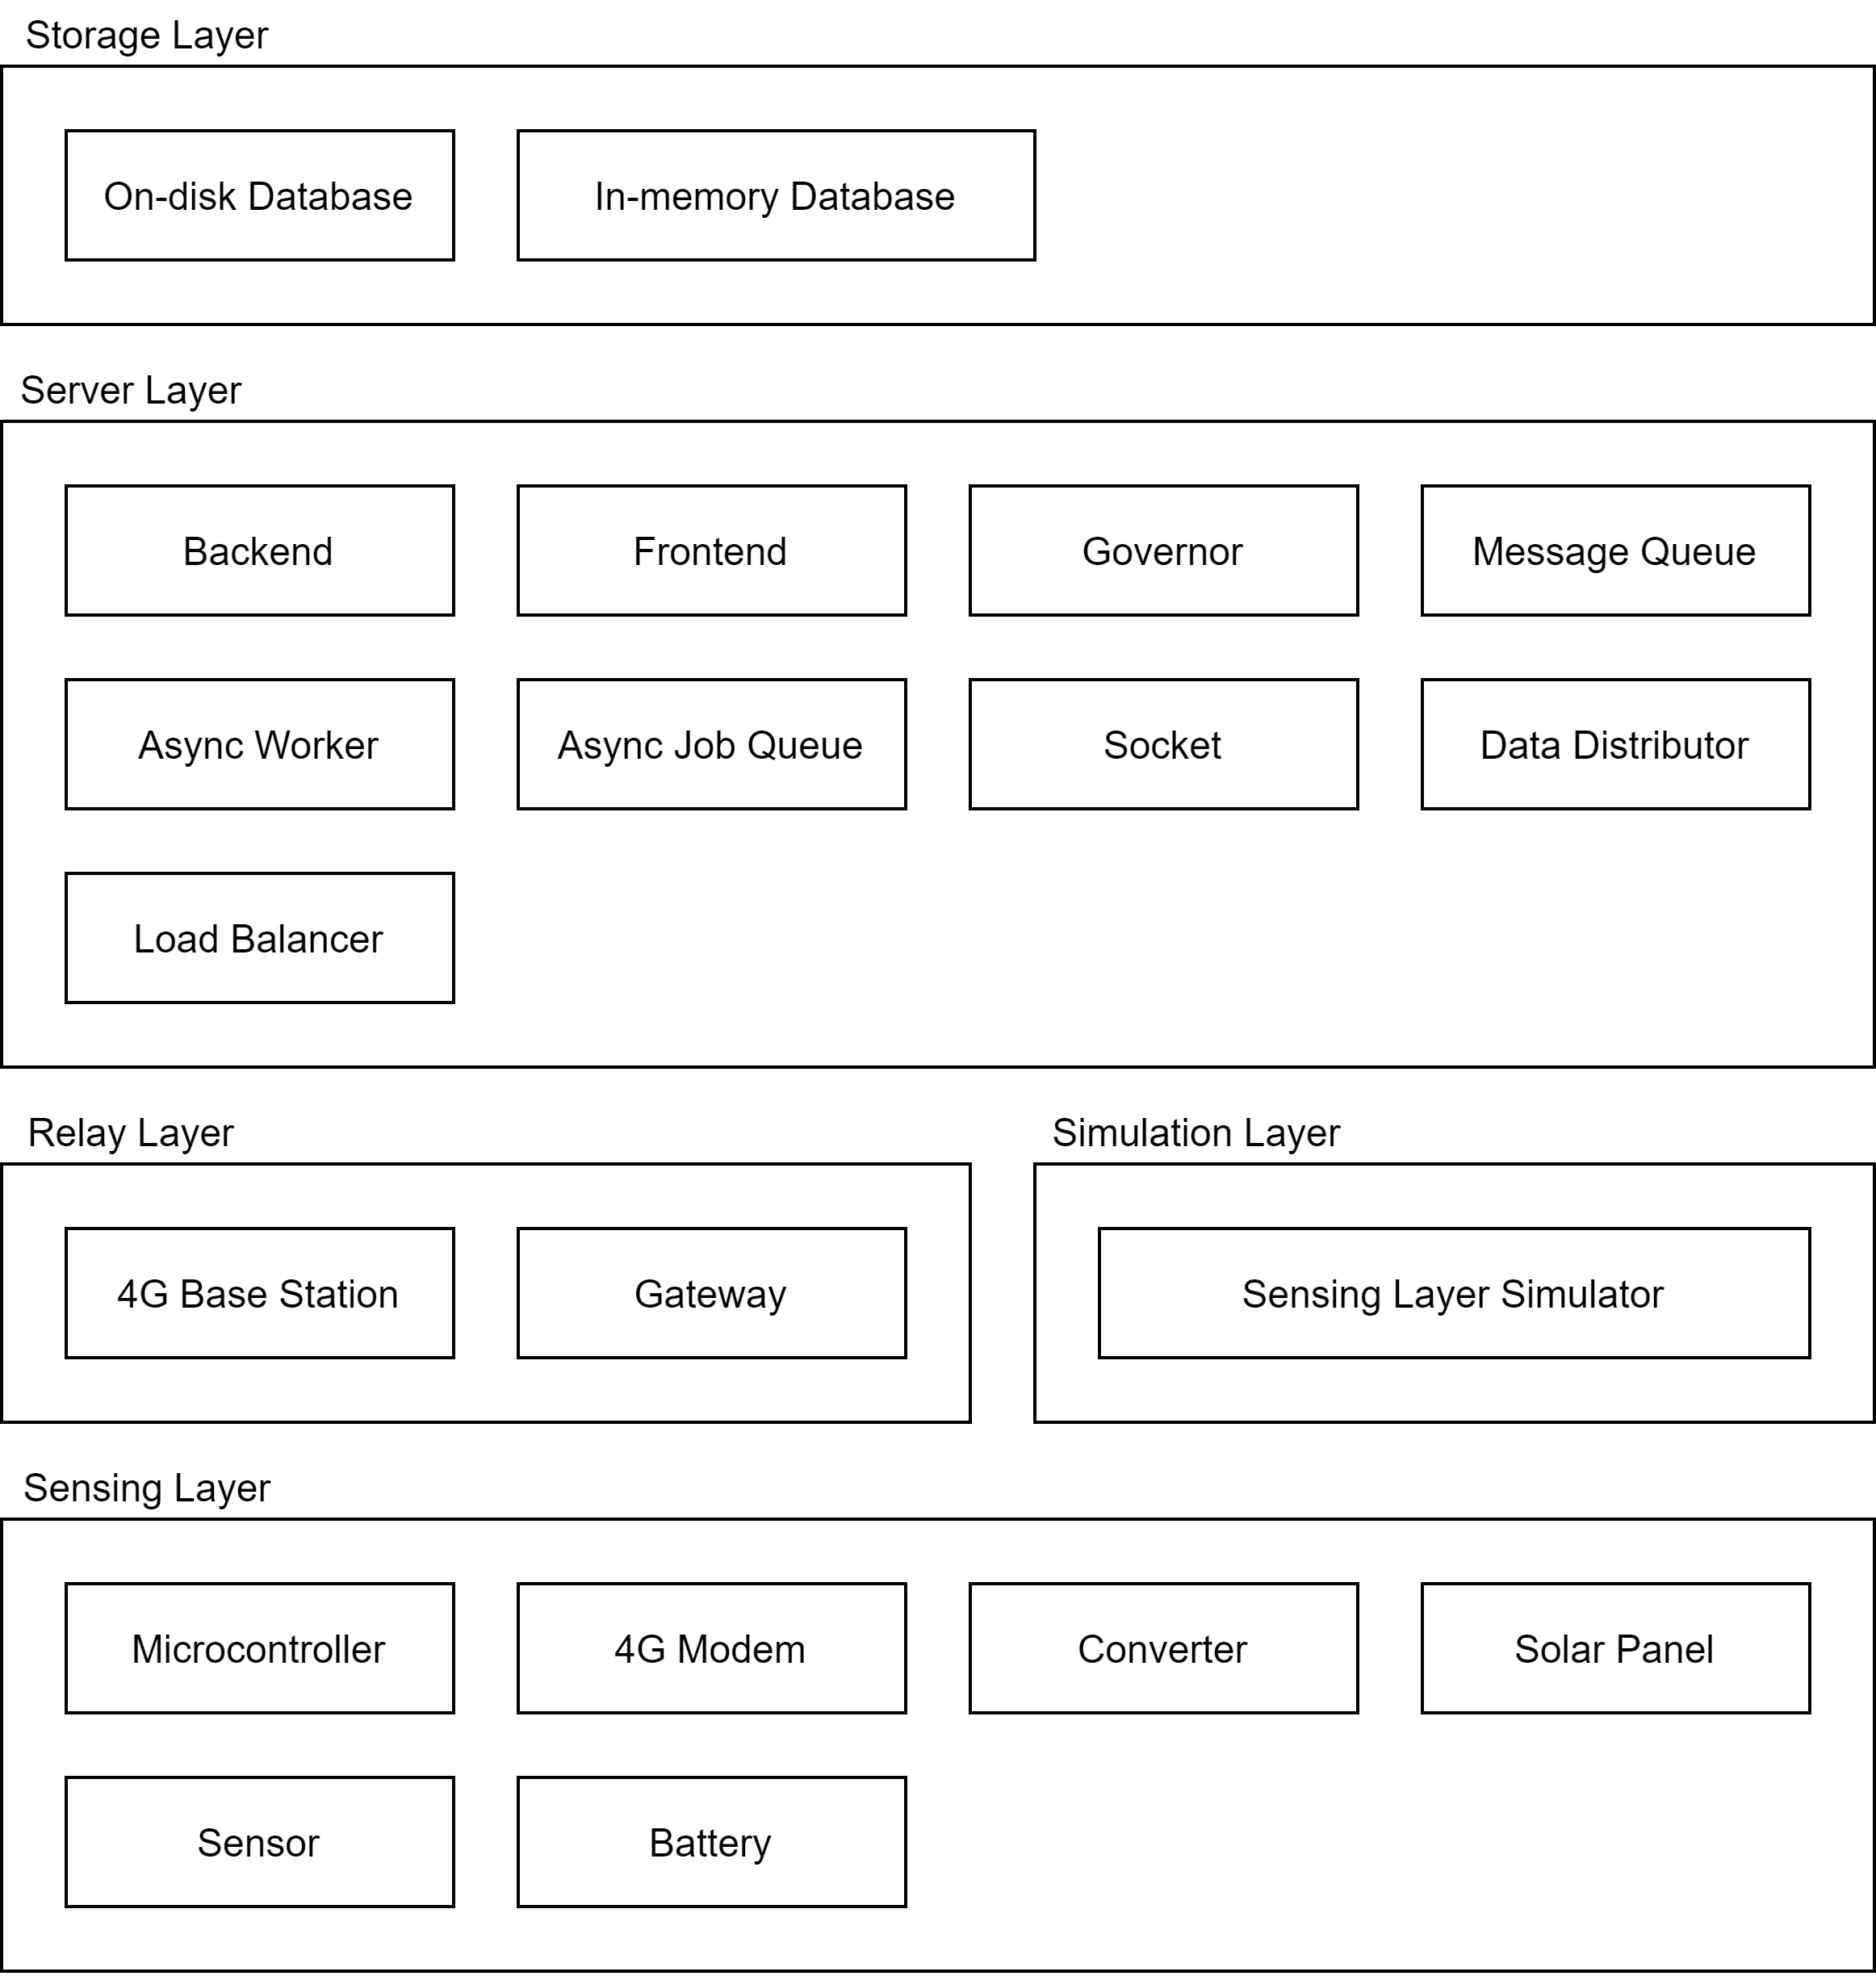 Storage Layer
On-disk Database
In-memory Database
Server Layer
Backend
Frontend
Governor
Message Queue
Async Worker
Async Job Queue
Socket
Data Distributor
Load Balancer
Relay Layer
4G Base Station
Gateway
Simulation Layer
Sensing Layer Simulator
Sensing Layer
Microcontroller
4G Modem
Converter
Solar Panel
Sensor
Battery